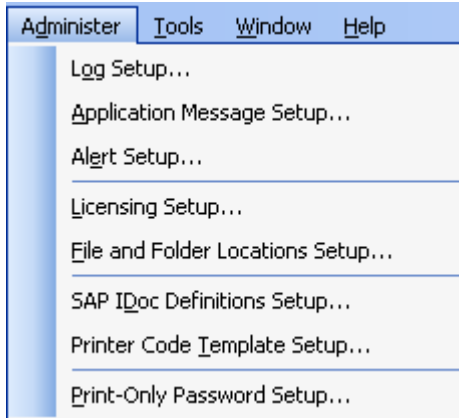 Administer Tools Window Help
Log Setup...
Application Message Setup...
Alert Setup...
Licensing Setup...
File and Folder Locations Setup...
SAP IDoc Definitions Setup...
Printer Code Template Setup...
Print-Only Password Setup...